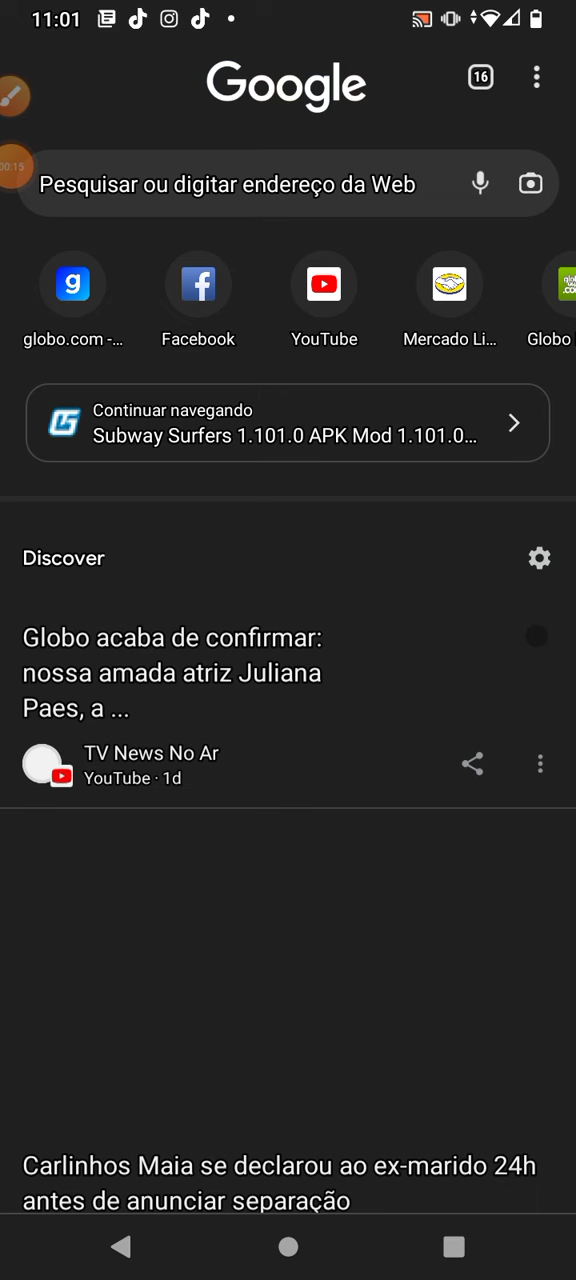 11:01
Google
16
00:15
Pesquisar ou digitar endereço da Web
g
globo.com -...
Facebook
YouTube
Mercado Li...
Globo
Continuar navegando
Subway Surfers 1.101.0 APK Mod 1.101.0...
Discover
Globo acaba de confirmar:
nossa amada atriz Juliana
Paes, a ...
TV News No Ar
YouTube · 1d
Carlinhos Maia se declarou ao ex-marido 24h
antes de anunciar separação